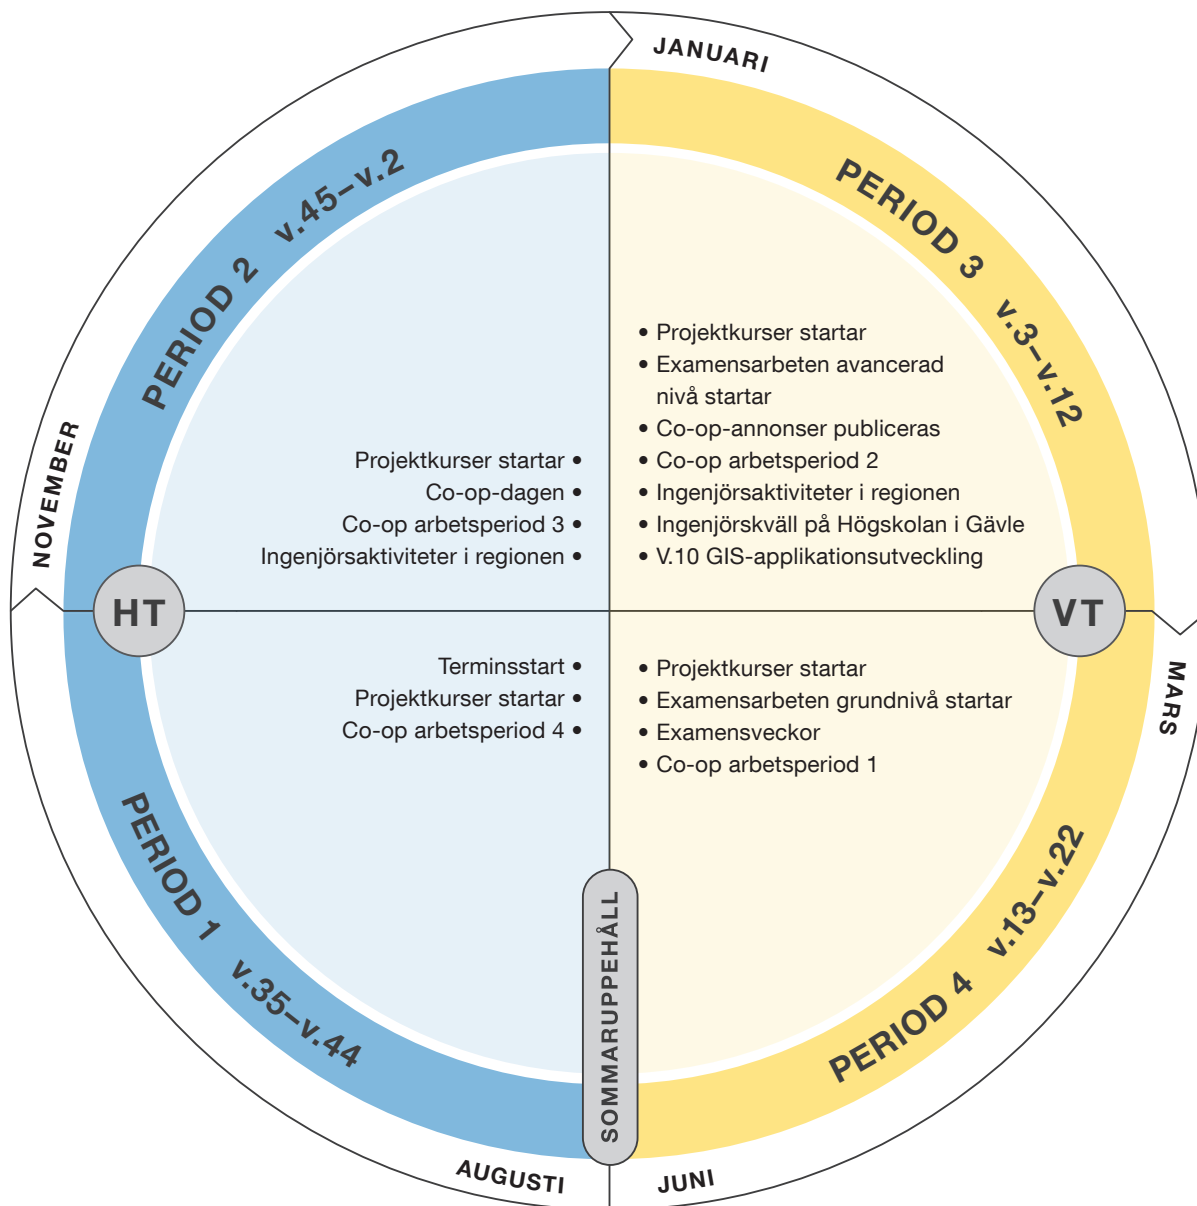 JANUARI
PERIOD 3 v.3–v.12
• Projektkurser startar
• Examensarbeten avancerad
nivå startar
• Co-op-annonser publiceras
• Co-op arbetsperiod 2
• Ingenjörsaktiviteter i regionen
• Ingenjörskväll på Högskolan i Gävle
• V.10 GIS-applikationsutveckling
VT
MARS
PERIOD 4 v.13–v.22
• Projektkurser startar
• Examensarbeten grundnivå startar
• Examensveckor
• Co-op arbetsperiod 1
JUNI
SOMMARUPPEHÅLL
AUGUSTI
PERIOD 1 v.35–v.44
Terminsstart •
Projektkurser startar •
Co-op arbetsperiod 4 •
HT
NOVEMBER
PERIOD 2 v.45–v.2
Projektkurser startar •
Co-op-dagen •
Co-op arbetsperiod 3 •
Ingenjörsaktiviteter i regionen •